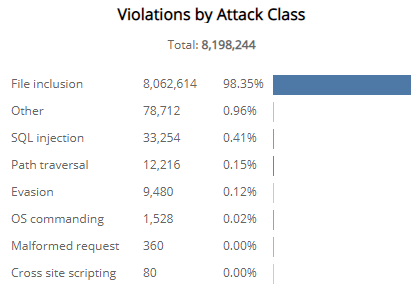 Violations by Attack Class
Total: 8,198,244
File inclusion 8,062,614 98.35%
Other 78,712 0.96%
SQL injection 33,254 0.41%
Path traversal 12,216 0.15%
Evasion 9,480 0.12%
OS commanding 1,528 0.02%
Malformed request 360 0.00%
Cross site scripting 80 0.00%